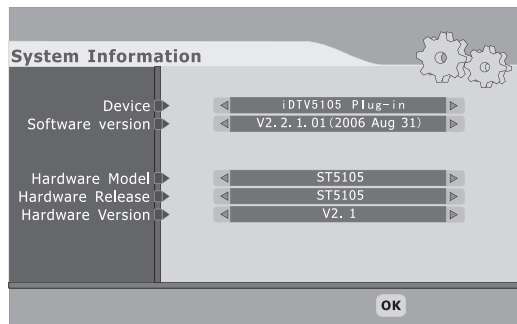 System Information
Device iDTV5105 Plug-in
Software version V2.2.1.01(2006 Aug 31)
Hardware Model ST5105
Hardware Release ST5105
Hardware Version V2.1
OK